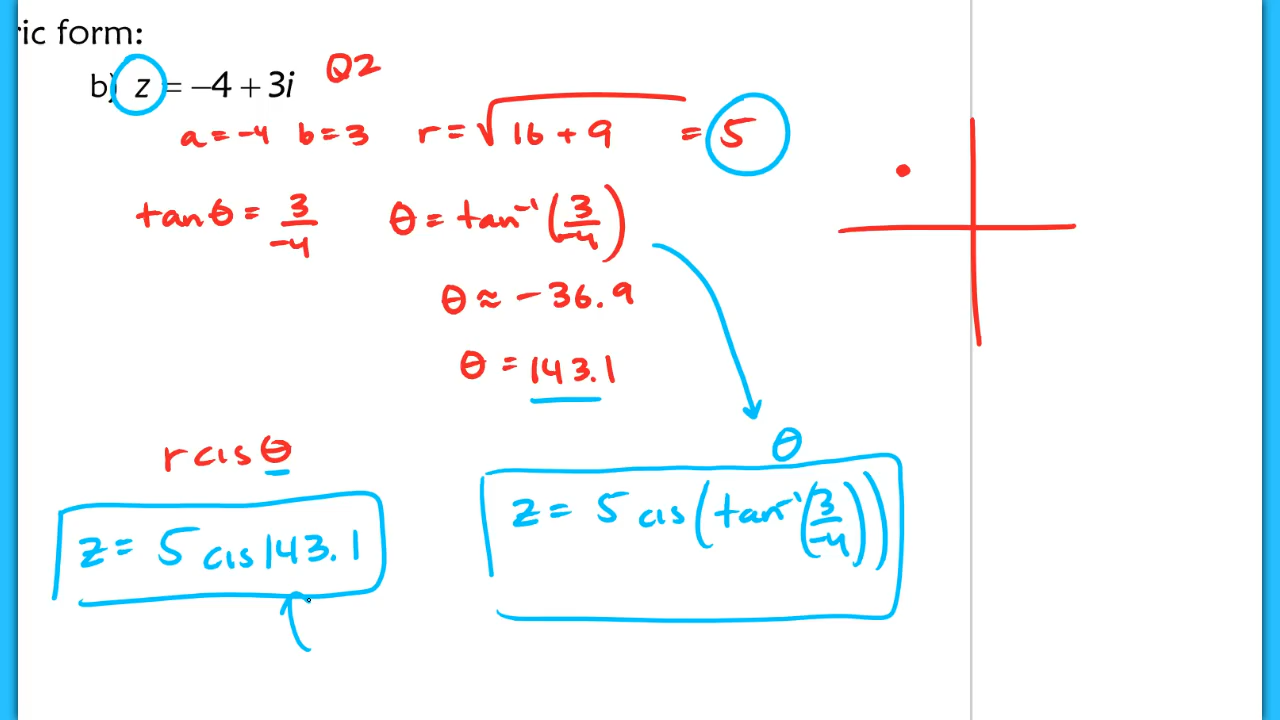 ric form:
b) z = −4 + 3i Q2
a = -4 b = 3 r = √16 + 9 = 5
tan θ = 3/-4 θ = tan⁻¹(3/-4)
θ ≈ -36.9
θ = 143.1
θ
r cis θ
z = 5 cis 143.1
z = 5 cis(tan⁻¹(3/-4))